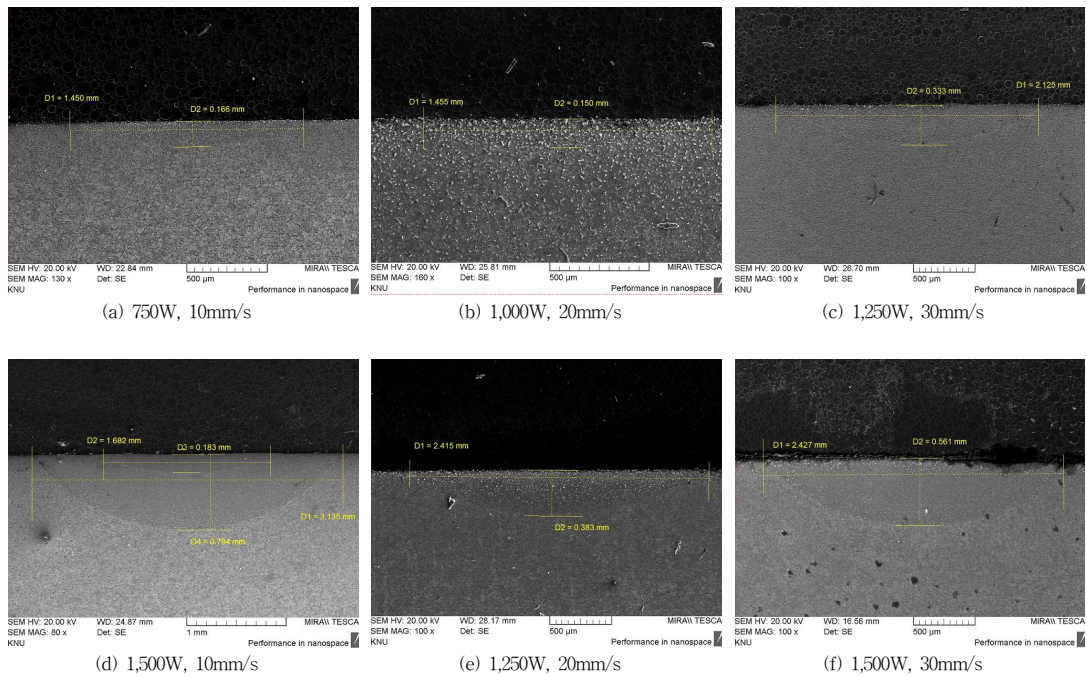 D1 = 1.450 mm
D2 = 0.166 mm
SEM HV: 20.00 kV WD: 22.84 mm MIRA\\ TESCA
SEM MAG: 130 x Det: SE 500 µm
KNU Performance in nanospace
(a) 750W, 10mm/s
D1 = 1.455 mm
D2 = 0.150 mm
SEM HV: 20.00 kV WD: 25.81 mm MIRA\\ TESCA
SEM MAG: 160 x Det: SE 500 µm
KNU Performance in nanospace
(b) 1,000W, 20mm/s
D1 = 2.125 mm
D2 = 0.333 mm
SEM HV: 20.00 kV WD: 26.70 mm MIRA\\ TESCA
SEM MAG: 100 x Det: SE 500 µm
KNU Performance in nanospace
(c) 1,250W, 30mm/s
D2 = 1.682 mm
D3 = 0.183 mm
D1 = 3.135 mm
D4 = 0.794 mm
SEM HV: 20.00 kV WD: 24.87 mm MIRA\\ TESCA
SEM MAG: 80 x Det: SE 1 mm
KNU Performance in nanospace
(d) 1,500W, 10mm/s
D1 = 2.415 mm
D2 = 0.383 mm
SEM HV: 20.00 kV WD: 28.17 mm MIRA\\ TESCA
SEM MAG: 100 x Det: SE 500 µm
KNU Performance in nanospace
(e) 1,250W, 20mm/s
D1 = 2.427 mm
D2 = 0.561 mm
SEM HV: 20.00 kV WD: 16.56 mm MIRA\\ TESCA
SEM MAG: 100 x Det: SE 500 µm
KNU Performance in nanospace
(f) 1,500W, 30mm/s